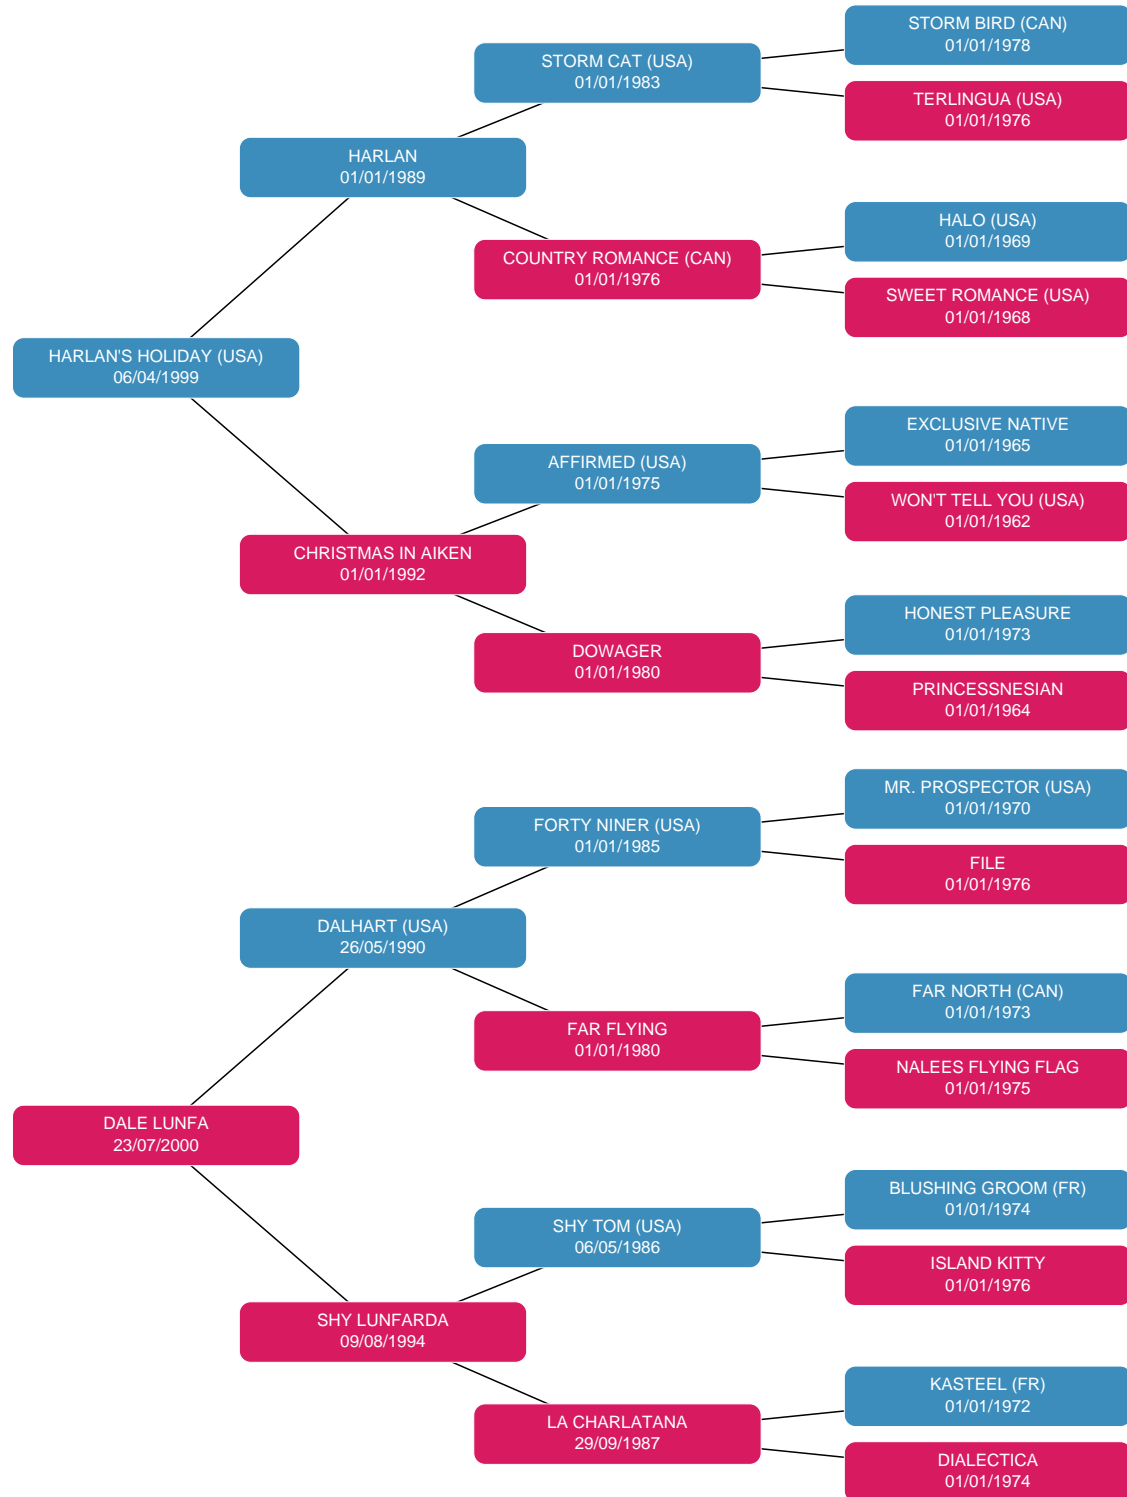 STORM BIRD (CAN)
01/01/1978
STORM CAT (USA)
01/01/1983
TERLINGUA (USA)
01/01/1976
HARLAN
01/01/1989
HALO (USA)
01/01/1969
COUNTRY ROMANCE (CAN)
01/01/1976
SWEET ROMANCE (USA)
01/01/1968
HARLAN'S HOLIDAY (USA)
06/04/1999
EXCLUSIVE NATIVE
01/01/1965
AFFIRMED (USA)
01/01/1975
WON'T TELL YOU (USA)
01/01/1962
CHRISTMAS IN AIKEN
01/01/1992
HONEST PLEASURE
01/01/1973
DOWAGER
01/01/1980
PRINCESSNESIAN
01/01/1964
MR. PROSPECTOR (USA)
01/01/1970
FORTY NINER (USA)
01/01/1985
FILE
01/01/1976
DALHART (USA)
26/05/1990
FAR NORTH (CAN)
01/01/1973
FAR FLYING
01/01/1980
NALEES FLYING FLAG
01/01/1975
DALE LUNFA
23/07/2000
BLUSHING GROOM (FR)
01/01/1974
SHY TOM (USA)
06/05/1986
ISLAND KITTY
01/01/1976
SHY LUNFARDA
09/08/1994
KASTEEL (FR)
01/01/1972
LA CHARLATANA
29/09/1987
DIALECTICA
01/01/1974